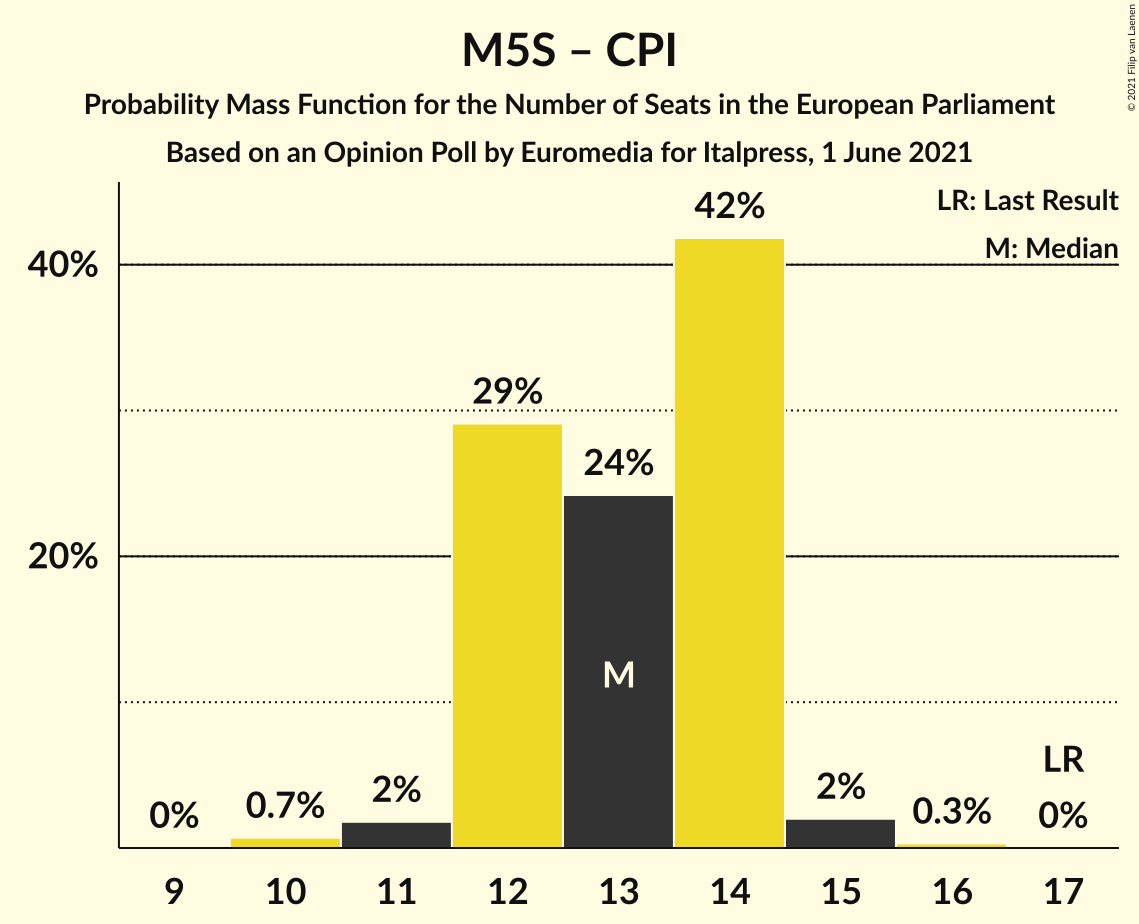 M5S – CPI
Probability Mass Function for the Number of Seats in the European Parliament
Based on an Opinion Poll by Euromedia for Italpress, 1 June 2021
© 2021 Filip van Laenen
LR: Last Result
M: Median
40%
20%
0%
0.7%
2%
29%
24%
42%
2%
0.3%
0%
LR
M
9 10 11 12 13 14 15 16 17